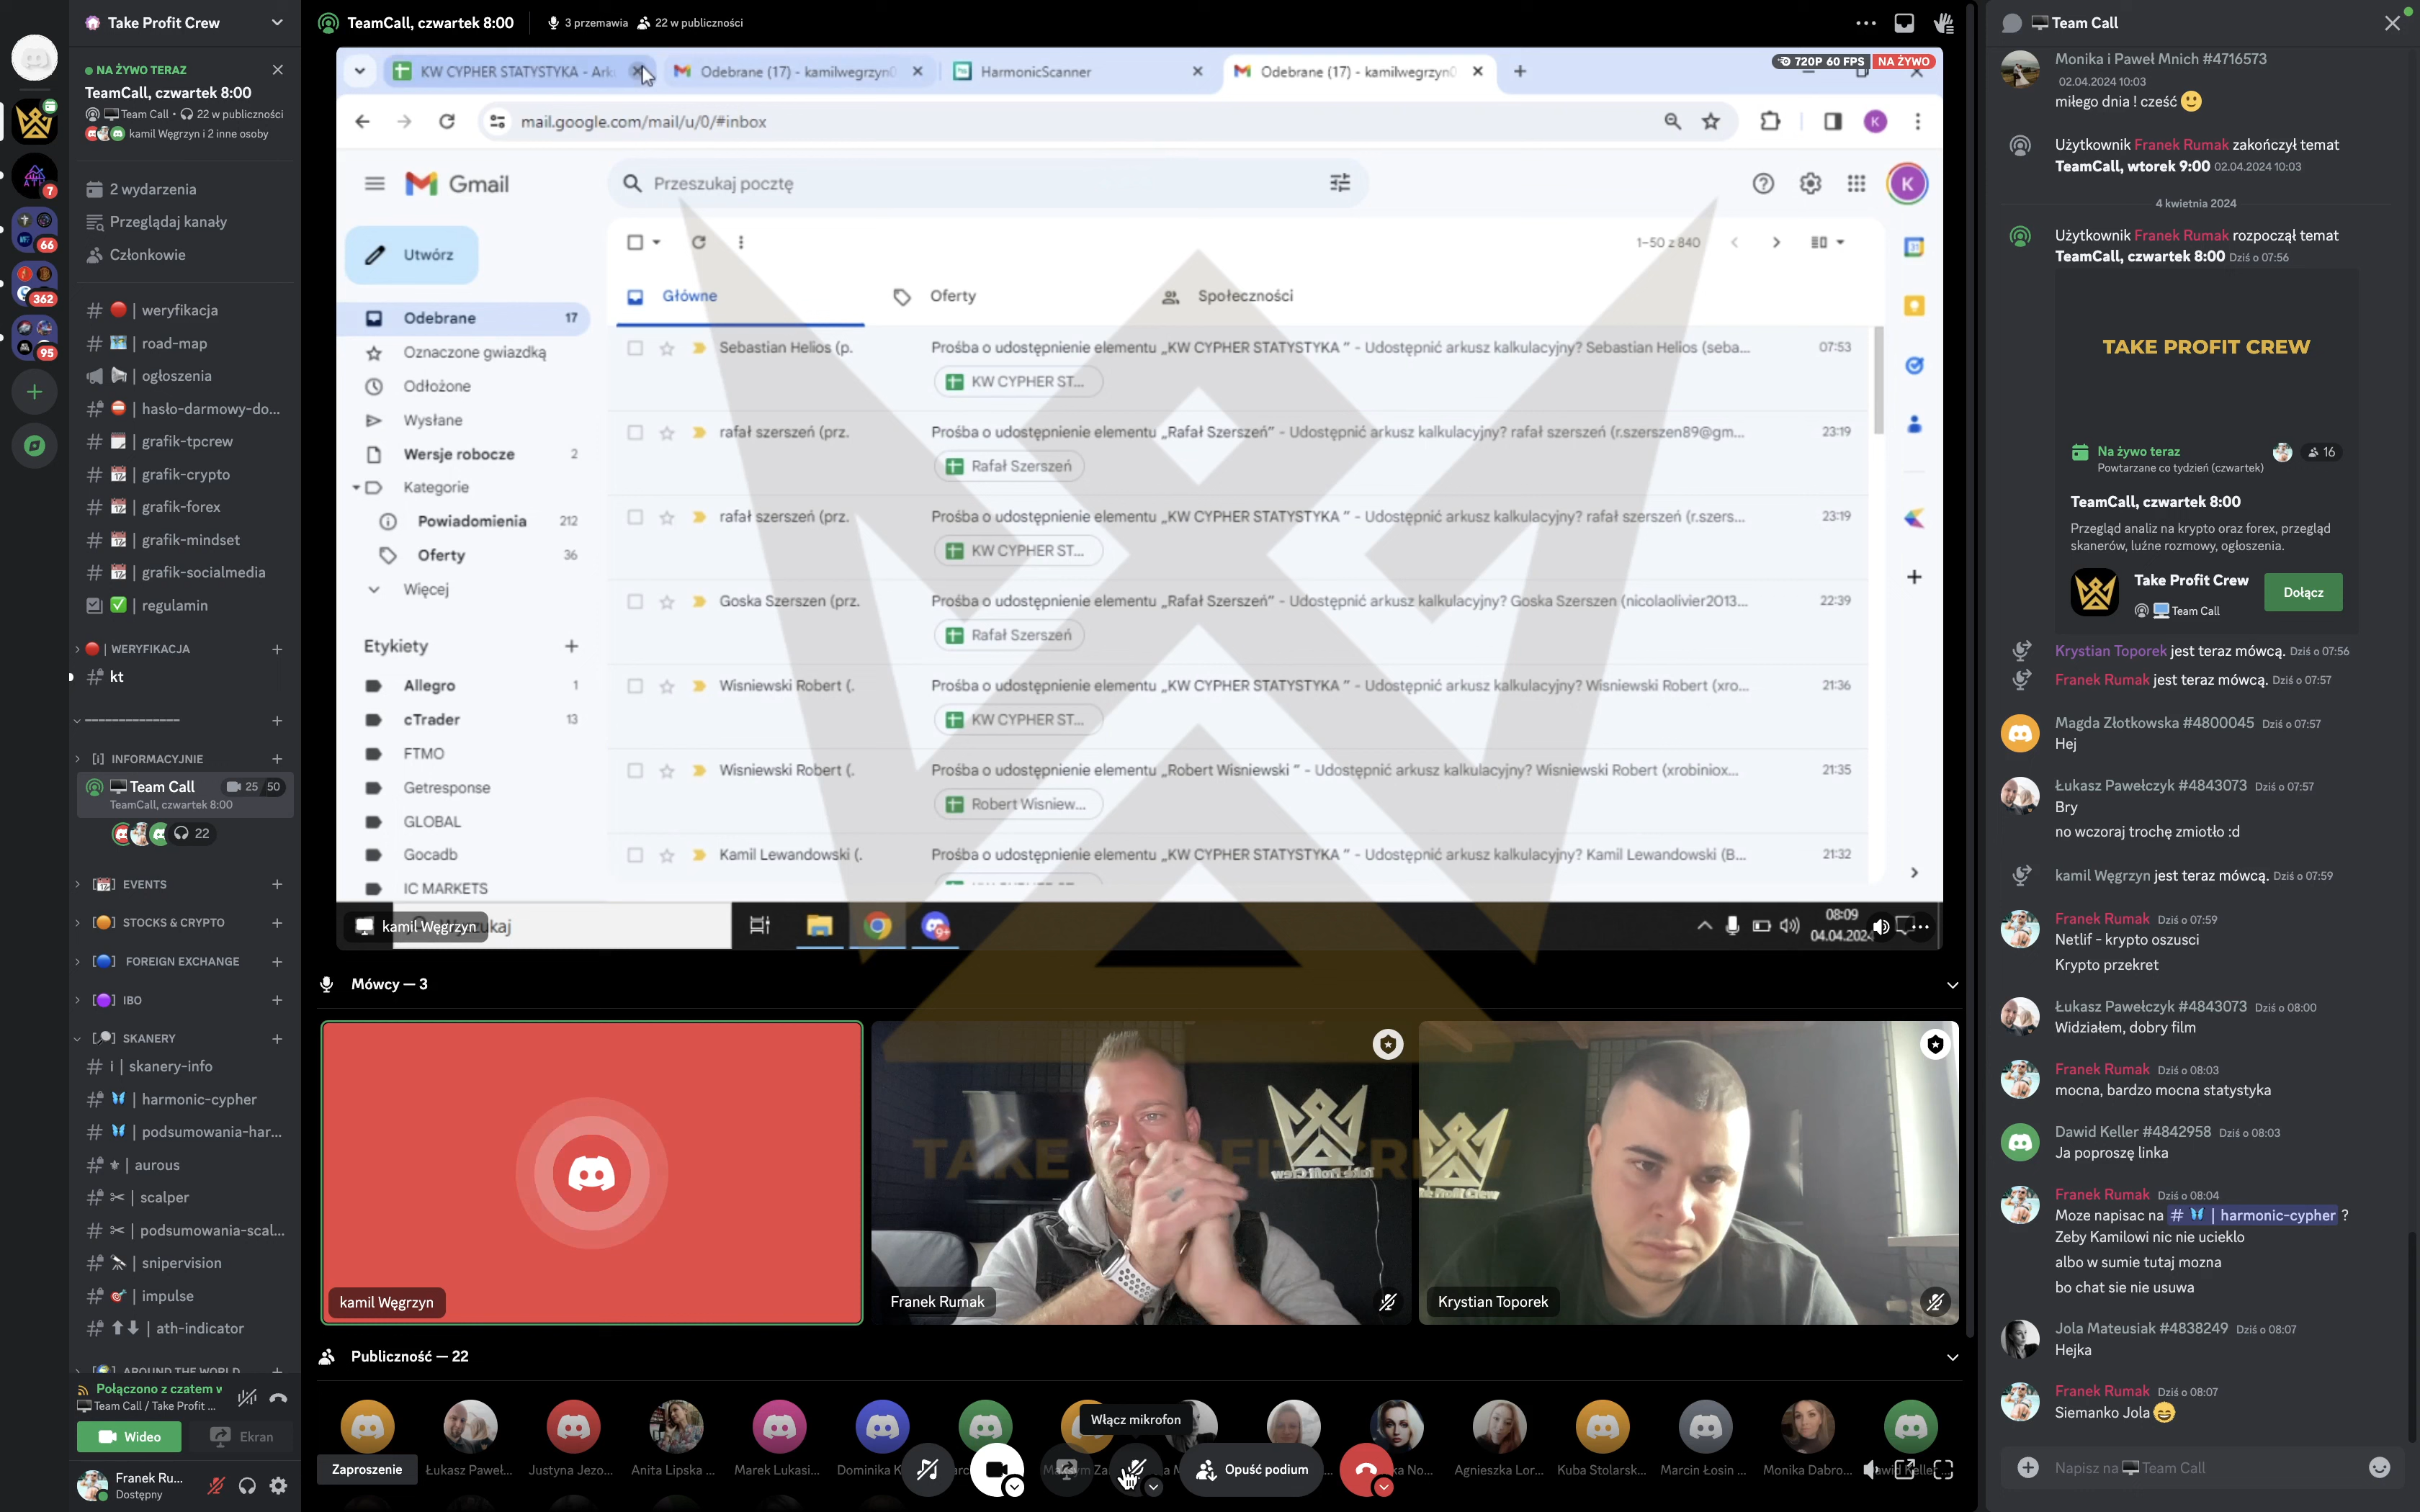 Take Profit Crew
NA ŻYWO TERAZ
TeamCall, czwartek 8:00
Team Call • 22 w publiczności
kamil Węgrzyn i 2 inne osoby
2 wydarzenia
Przeglądaj kanały
Członkowie
# | weryfikacja
# | road-map
| ogłoszenia
# | hasło-darmowy-do...
# | grafik-tpcrew
# | grafik-crypto
# | grafik-forex
# | grafik-mindset
# | grafik-socialmedia
| regulamin
| WERYFIKACJA
# kt
[i] INFORMACYJNIE
Team Call 25 50
TeamCall, czwartek 8:00
22
EVENTS
STOCKS & CRYPTO
FOREIGN EXCHANGE
IBO
SKANERY
# i | skanery-info
# | harmonic-cypher
# | podsumowania-har...
# | aurous
# | scalper
# | podsumowania-scal...
# | snipervision
# | impulse
# | ath-indicator
AROUND THE WORLD
Połączono z czatem w
Team Call / Take Profit ...
Wideo
Ekran
Franek Ru...
Dostępny
7
66
362
95
TeamCall, czwartek 8:00
3 przemawia 22 w publiczności
KW CYPHER STATYSTYKA - Ark
Odebrane (17) - kamilwegrzyn0
HarmonicScanner
Odebrane (17) - kamilwegrzyn0
720P 60 FPS NA ŻYWO
mail.google.com/mail/u/0/#inbox
K
Gmail
Przeszukaj pocztę
K
Utwórz
1–50 z 840
Główne
Oferty
Społeczności
Odebrane 17
Oznaczone gwiazdką
Odłożone
Wysłane
Wersje robocze 2
Kategorie
Powiadomienia 212
Oferty 36
Więcej
Etykiety
Allegro 1
cTrader 13
FTMO
Getresponse
GLOBAL
Gocadb
IC MARKETS
Sebastian Helios (p. Prośba o udostępnienie elementu „KW CYPHER STATYSTYKA ” - Udostępnić arkusz kalkulacyjny? Sebastian Helios (seba... 07:53
KW CYPHER ST...
rafał szerszeń (prz. Prośba o udostępnienie elementu „Rafał Szerszeń” - Udostępnić arkusz kalkulacyjny? rafał szerszeń (r.szerszen89@gm... 23:19
Rafał Szerszeń
rafał szerszeń (prz. Prośba o udostępnienie elementu „KW CYPHER STATYSTYKA ” - Udostępnić arkusz kalkulacyjny? rafał szerszeń (r.szers... 23:19
KW CYPHER ST...
Goska Szerszen (prz. Prośba o udostępnienie elementu „Rafał Szerszeń” - Udostępnić arkusz kalkulacyjny? Goska Szerszen (nicolaolivier2013... 22:39
Rafał Szerszeń
Wisniewski Robert (. Prośba o udostępnienie elementu „KW CYPHER STATYSTYKA ” - Udostępnić arkusz kalkulacyjny? Wisniewski Robert (xro... 21:36
KW CYPHER ST...
Wisniewski Robert (. Prośba o udostępnienie elementu „Robert Wisniewski ” - Udostępnić arkusz kalkulacyjny? Wisniewski Robert (xrobiniox... 21:35
Robert Wisniew...
Kamil Lewandowski (. Prośba o udostępnienie elementu „KW CYPHER STATYSTYKA ” - Udostępnić arkusz kalkulacyjny? Kamil Lewandowski (B... 21:32
kamil Węgrzyn
9+
08:09
04.04.2024
Mówcy — 3
TAKE PROFIT CREW
Take Profit Crew
kamil Węgrzyn
Franek Rumak
Krystian Toporek
Publiczność — 22
Włącz mikrofon
Zaproszenie
Łukasz Paweł...
Justyna Jezo...
Anita Lipska ...
Marek Lukasi...
Dominika K
Opuść podium
Agnieszka Lor...
Kuba Stolarsk...
Marcin Łosin ...
Monika Dabro...
Team Call
Monika i Paweł Mnich #4716573
02.04.2024 10:03
miłego dnia ! cześć
Użytkownik Franek Rumak zakończył temat
TeamCall, wtorek 9:00 02.04.2024 10:03
4 kwietnia 2024
Użytkownik Franek Rumak rozpoczął temat
TeamCall, czwartek 8:00 Dziś o 07:56
TAKE PROFIT CREW
Na żywo teraz
16
Powtarzane co tydzień (czwartek)
TeamCall, czwartek 8:00
Przegląd analiz na krypto oraz forex, przegląd
skanerów, luźne rozmowy, ogłoszenia.
Take Profit Crew
Team Call
Dołącz
Krystian Toporek jest teraz mówcą. Dziś o 07:56
Franek Rumak jest teraz mówcą. Dziś o 07:57
Magda Złotkowska #4800045 Dziś o 07:57
Hej
Łukasz Pawełczyk #4843073 Dziś o 07:57
Bry
no wczoraj trochę zmiotło :d
kamil Węgrzyn jest teraz mówcą. Dziś o 07:59
Franek Rumak Dziś o 07:59
Netlif - krypto oszusci
Krypto przekret
Łukasz Pawełczyk #4843073 Dziś o 08:00
Widziałem, dobry film
Franek Rumak Dziś o 08:03
mocna, bardzo mocna statystyka
Dawid Keller #4842958 Dziś o 08:03
Ja poproszę linka
Franek Rumak Dziś o 08:04
Moze napisac na # | harmonic-cypher ?
Zeby Kamilowi nic nie ucieklo
albo w sumie tutaj mozna
bo chat sie nie usuwa
Jola Mateusiak #4838249 Dziś o 08:07
Hejka
Franek Rumak Dziś o 08:07
Siemanko Jola
Napisz na Team Call